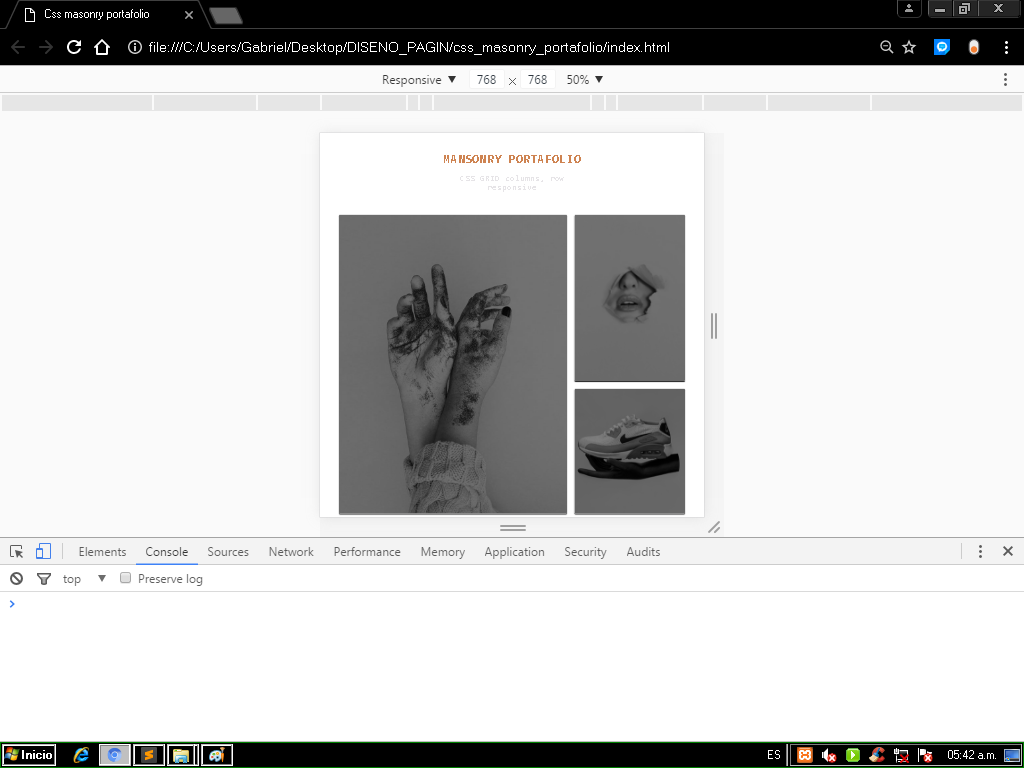 Css masonry portafolio
file:///C:/Users/Gabriel/Desktop/DISENO_PAGIN/css_masonry_portafolio/index.html
Responsive 768 × 768 50%
MANSONRY PORTAFOLIO
CSS GRID columns, row
responsive
Elements Console Sources Network Performance Memory Application Security Audits
top Preserve log
Inicio ES 05:42 a.m.